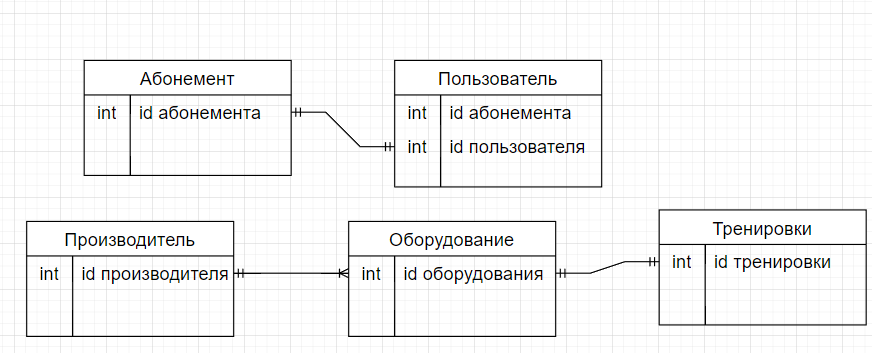 Абонемент
int id абонемента
Пользователь
int id абонемента
int id пользователя
Производитель
int id производителя
Оборудование
int id оборудования
Тренировки
int id тренировки